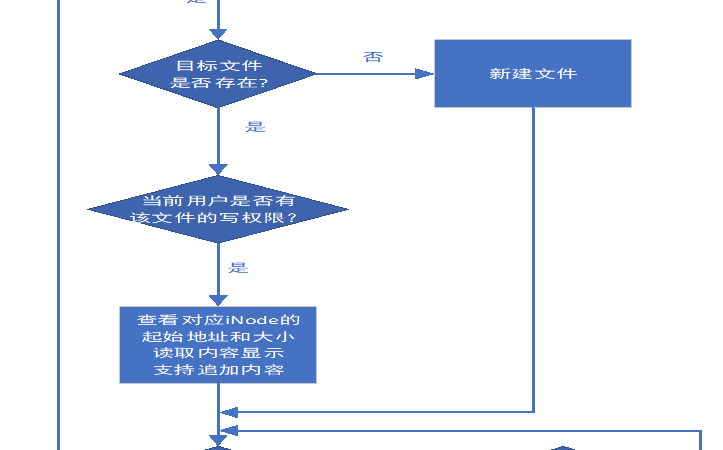 是
目标文件
是否存在?
否
新建文件
是
当前用户是否有
该文件的写权限?
是
查看对应iNode的
起始地址和大小
读取内容显示
支持追加内容